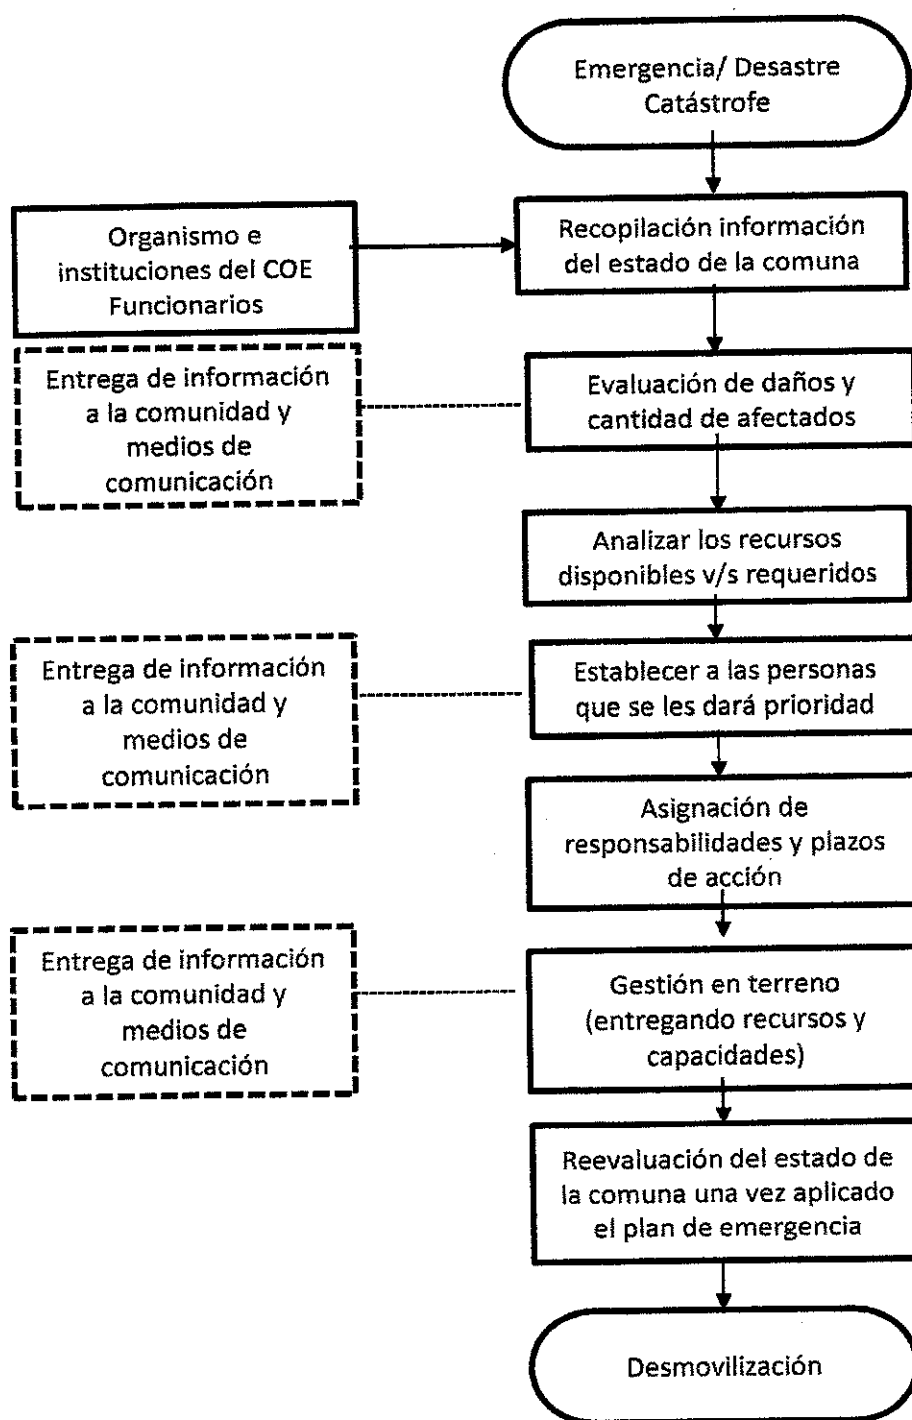 Emergencia/ Desastre
Catástrofe
Organismo e
instituciones del COE
Funcionarios
Recopilación información
del estado de la comuna
Entrega de información
a la comunidad y
medios de
comunicación
Evaluación de daños y
cantidad de afectados
Analizar los recursos
disponibles v/s requeridos
Entrega de información
a la comunidad y
medios de
comunicación
Establecer a las personas
que se les dará prioridad
Asignación de
responsabilidades y plazos
de acción
Entrega de información
a la comunidad y
medios de
comunicación
Gestión en terreno
(entregando recursos y
capacidades)
Reevaluación del estado de
la comuna una vez aplicado
el plan de emergencia
Desmovilización